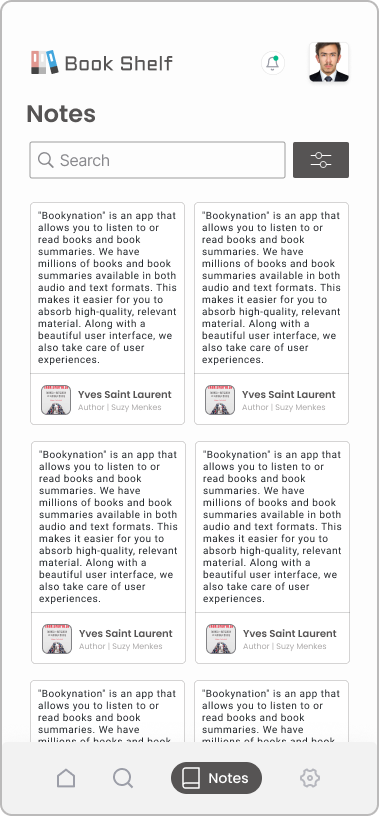 Book Shelf
Notes
Search
"Bookynation" is an app that
allows you to listen to or
read books and book
summaries. We have
millions of books and book
summaries available in both
audio and text formats. This
makes it easier for you to
absorb high-quality, relevant
material. Along with a
beautiful user interface, we
also take care of user
experiences.
Yves Saint Laurent
Author | Suzy Menkes
"Bookynation" is an app that
allows you to listen to or
read books and book
summaries. We have
millions of books and book
summaries available in both
audio and text formats. This
makes it easier for you to
absorb high-quality, relevant
material. Along with a
beautiful user interface, we
also take care of user
experiences.
Yves Saint Laurent
Author | Suzy Menkes
"Bookynation" is an app that
allows you to listen to or
read books and book
summaries. We have
millions of books and book
summaries available in both
audio and text formats. This
makes it easier for you to
absorb high-quality, relevant
material. Along with a
beautiful user interface, we
also take care of user
experiences.
Yves Saint Laurent
Author | Suzy Menkes
"Bookynation" is an app that
allows you to listen to or
read books and book
summaries. We have
millions of books and book
summaries available in both
audio and text formats. This
makes it easier for you to
absorb high-quality, relevant
material. Along with a
beautiful user interface, we
also take care of user
experiences.
Yves Saint Laurent
Author | Suzy Menkes
"Bookynation" is an app that
allows you to listen to or
read books and book
summaries. We have
millions of books and book
"Bookynation" is an app that
allows you to listen to or
read books and book
summaries. We have
millions of books and book
Notes